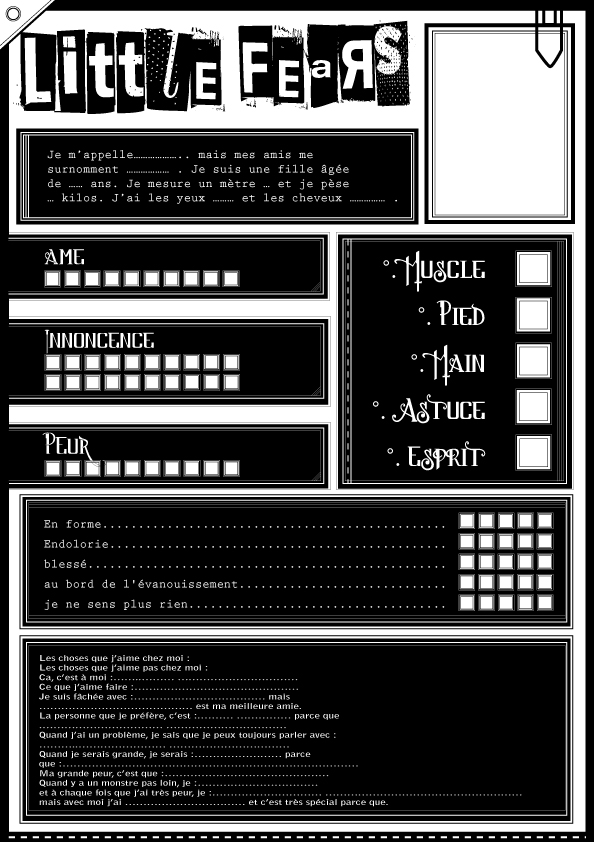 LittLE FEaRS
Je m'appelle……………….. mais mes amis me
surnomment ……………… . Je suis une fille âgée
de …… ans. Je mesure un mètre … et je pèse
… kilos. J'ai les yeux ……… et les cheveux …………… .
AME
INNONCENCE
PEUR
°.MUSCLE
°. PIED
°.MAIN
°. ASTUCE
°. ESPRIT
En forme...............................................
Endolorie..............................................
blessé.................................................
au bord de l'évanouissement.............................
je ne sens plus rien....................................
Les choses que j'aime chez moi :
Les choses que j'aime pas chez moi :
Ca, c'est à moi :......................................................
Ce que j'aime faire :................................................
Je suis fâchée avec :...................................... mais
............................................ est ma meilleure amie.
La personne que je préfère, c'est :.......... ............... parce que
................................... ...................................
Quand j'ai un problème, je sais que je peux toujours parler avec :
..................................... ...................................
Quand je serais grande, je serais :......................... parce
que :.....................................................................................
Ma grande peur, c'est que :................................................
Quand y a un monstre pas loin, je :...................................
et à chaque fois que j'ai très peur, je :................................ .........................................................
mais avec moi j'ai ................................... et c'est très spécial parce que.